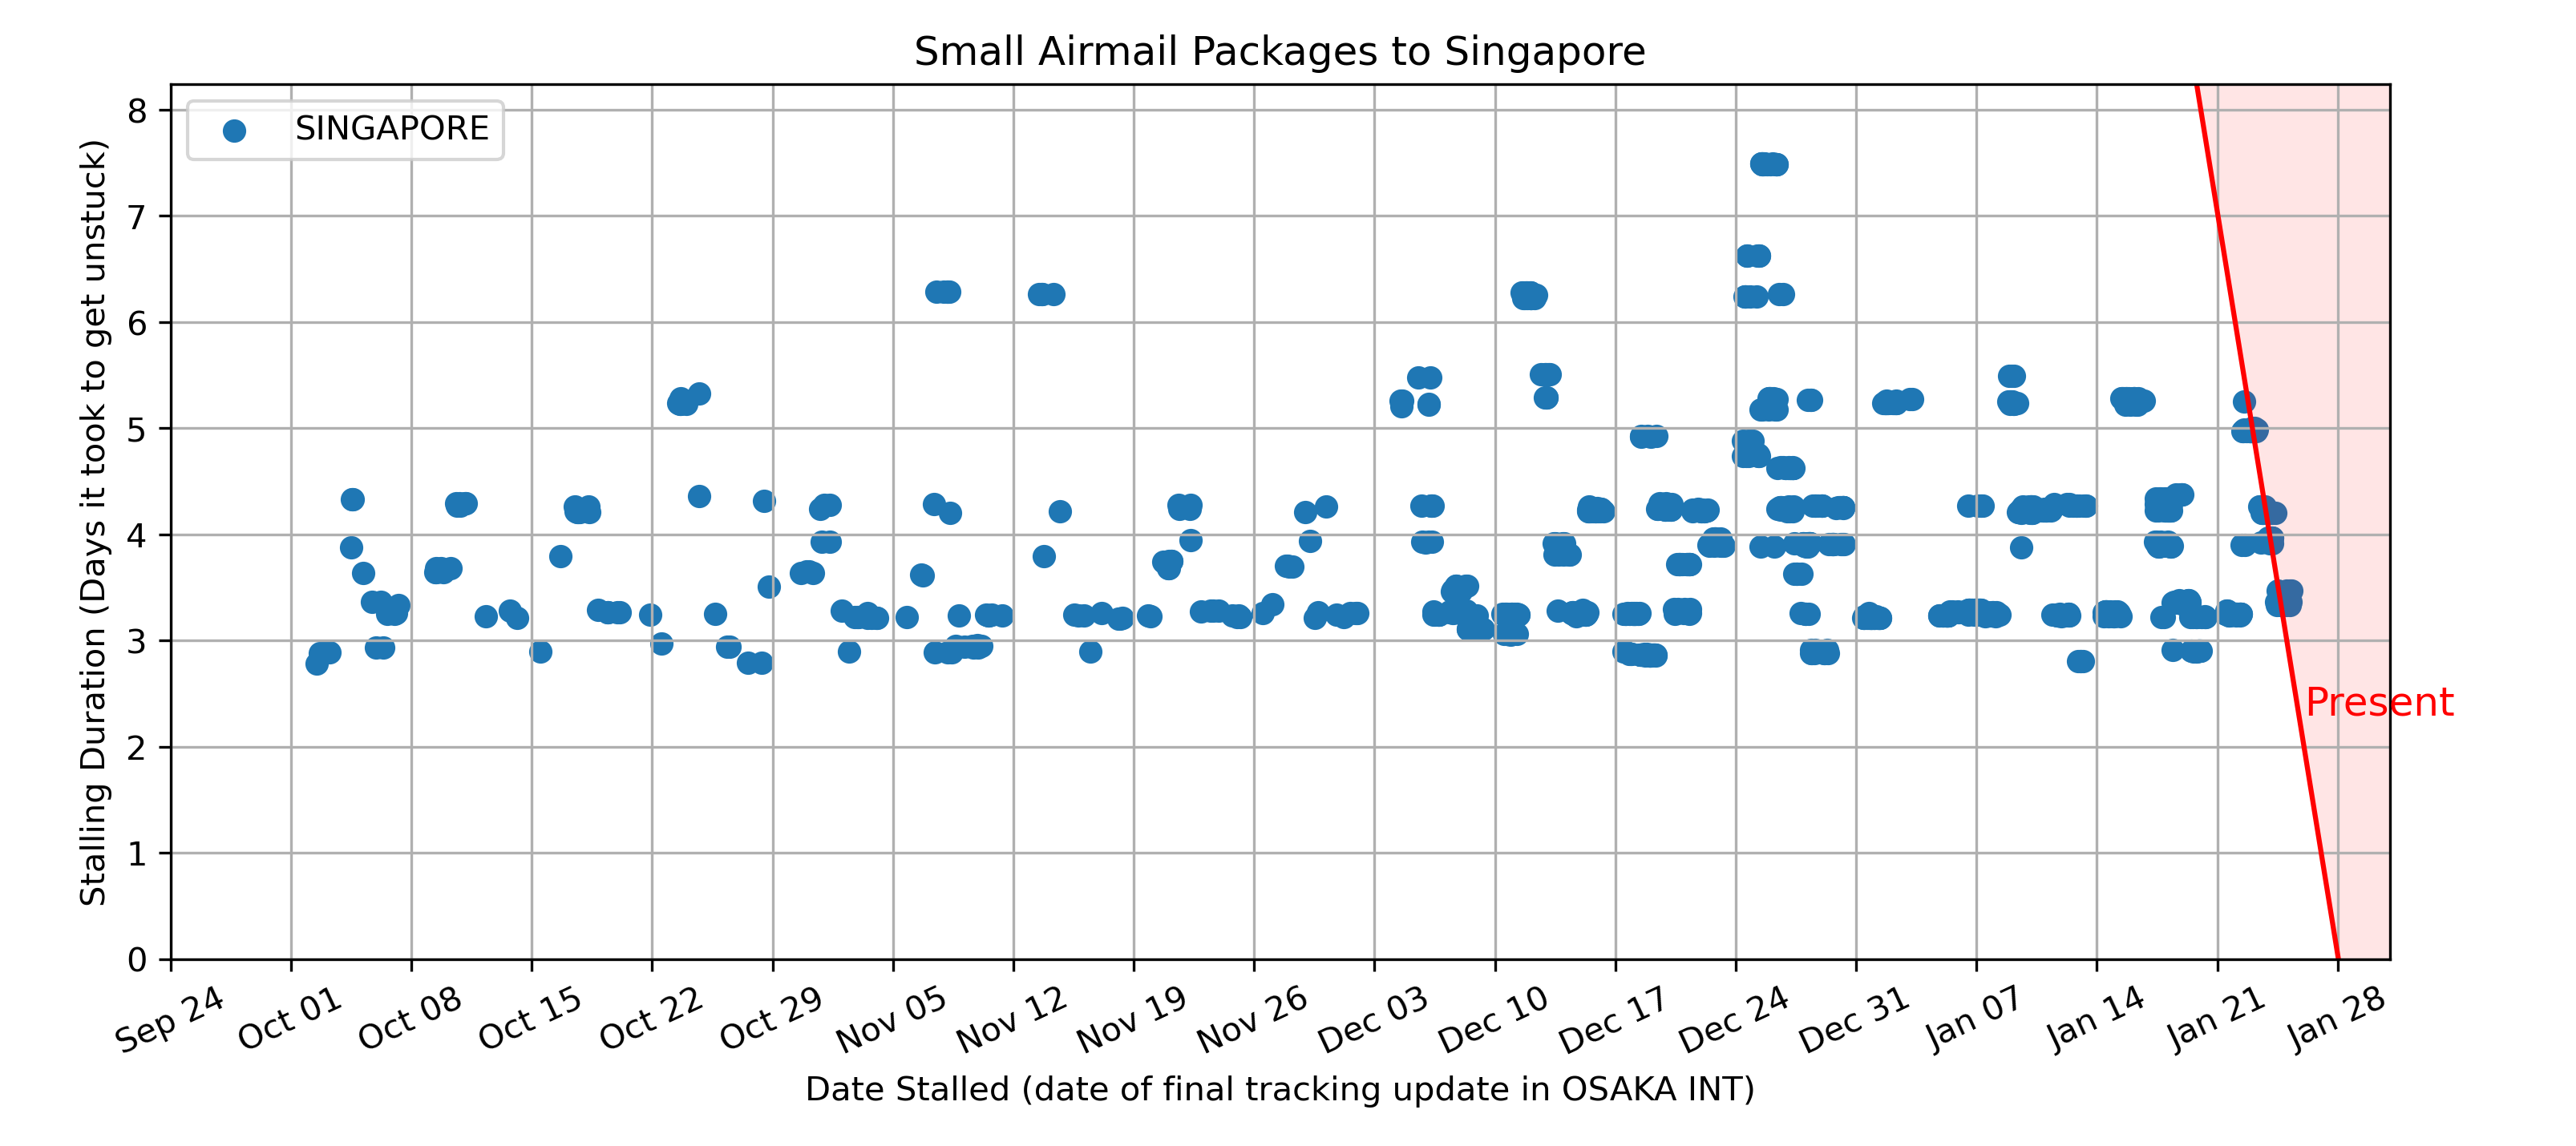 Small Airmail Packages to Singapore
SINGAPORE
Stalling Duration (Days it took to get unstuck)
8
7
6
5
4
3
2
1
0
Present
Sep 24 Oct 01 Oct 08 Oct 15 Oct 22 Oct 29 Nov 05 Nov 12 Nov 19 Nov 26 Dec 03 Dec 10 Dec 17 Dec 24 Dec 31 Jan 07 Jan 14 Jan 21 Jan 28
Date Stalled (date of final tracking update in OSAKA INT)